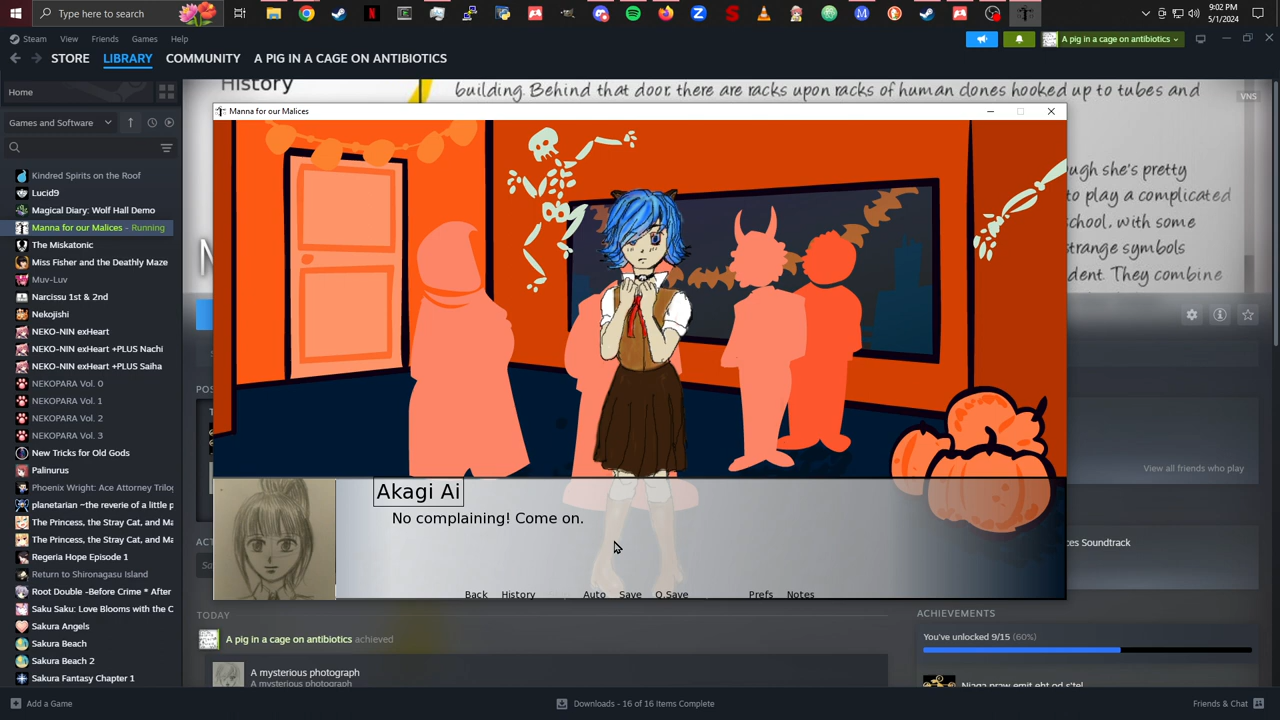 9:02 PM
5/1/2024
Steam View Friends Games Help
A pig in a cage on antibiotics
STORE LIBRARY COMMUNITY A PIG IN A CAGE ON ANTIBIOTICS
Home
History
building. Behind that door, there are racks upon racks of human clones hooked up to tubes and
VNS
Games and Software
Manna for our Malices
Kindred Spirits on the Roof
Lucid9
Magical Diary: Wolf Hall Demo
Manna for our Malices - Running
The Miskatonic
Miss Fisher and the Deathly Maze
Muv-Luv
Narcissu 1st & 2nd
Nekojishi
NEKO-NIN exHeart
NEKO-NIN exHeart +PLUS Nachi
NEKO-NIN exHeart +PLUS Saiha
NEKOPARA Vol. 0
NEKOPARA Vol. 1
NEKOPARA Vol. 2
NEKOPARA Vol. 3
New Tricks for Old Dogs
Palinurus
Phoenix Wright: Ace Attorney Trilog
planetarian ~the reverie of a little p
The Princess, the Stray Cat, and Ma
The Princess, the Stray Cat, and Ma
Regeria Hope Episode 1
Return to Shironagasu Island
Root Double -Before Crime * After
Saku Saku: Love Blooms with the C
Sakura Angels
Sakura Beach
Sakura Beach 2
Sakura Fantasy Chapter 1
ugh she's pretty
to play a complicated
school, with some
strange symbols
dent. They combine
View all friends who play
Akagi Ai
No complaining! Come on.
Back History Auto Save Q.Save Prefs Notes
ces Soundtrack
TODAY
A pig in a cage on antibiotics achieved
A mysterious photograph
A mysterious photograph
ACHIEVEMENTS
You've unlocked 9/15 (60%)
Niaga praw emit eht od s'tel
Add a Game
Downloads - 16 of 16 Items Complete
Friends & Chat